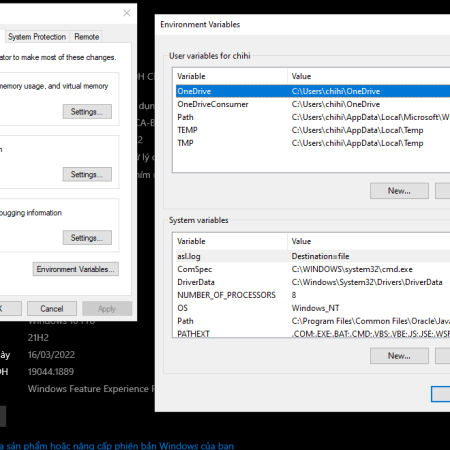 System Protection Remote
ator to make most of these changes.
memory usage, and virtual memory
Settings...
Settings...
bugging information
Settings...
Environment Variables...
Cancel Apply
21H2
ày 16/03/2022
OH 19044.1889
Windows Feature Experience
a sản phẩm hoặc nâng cấp phiên bản Windows của bạn
Environment Variables
User variables for chihi
Variable Value
OneDrive C:\Users\chihi\OneDrive
OneDriveConsumer C:\Users\chihi\OneDrive
Path C:\Users\chihi\AppData\Local\Microsoft\W
TEMP C:\Users\chihi\AppData\Local\Temp
TMP C:\Users\chihi\AppData\Local\Temp
New...
System variables
Variable Value
asl.log Destination=file
ComSpec C:\WINDOWS\system32\cmd.exe
DriverData C:\Windows\System32\Drivers\DriverData
NUMBER_OF_PROCESSORS 8
OS Windows_NT
Path C:\Program Files\Common Files\Oracle\Java
PATHEXT .COM;.EXE;.BAT;.CMD;.VBS;.VBE;.JS;.JSE;.WSF
New...